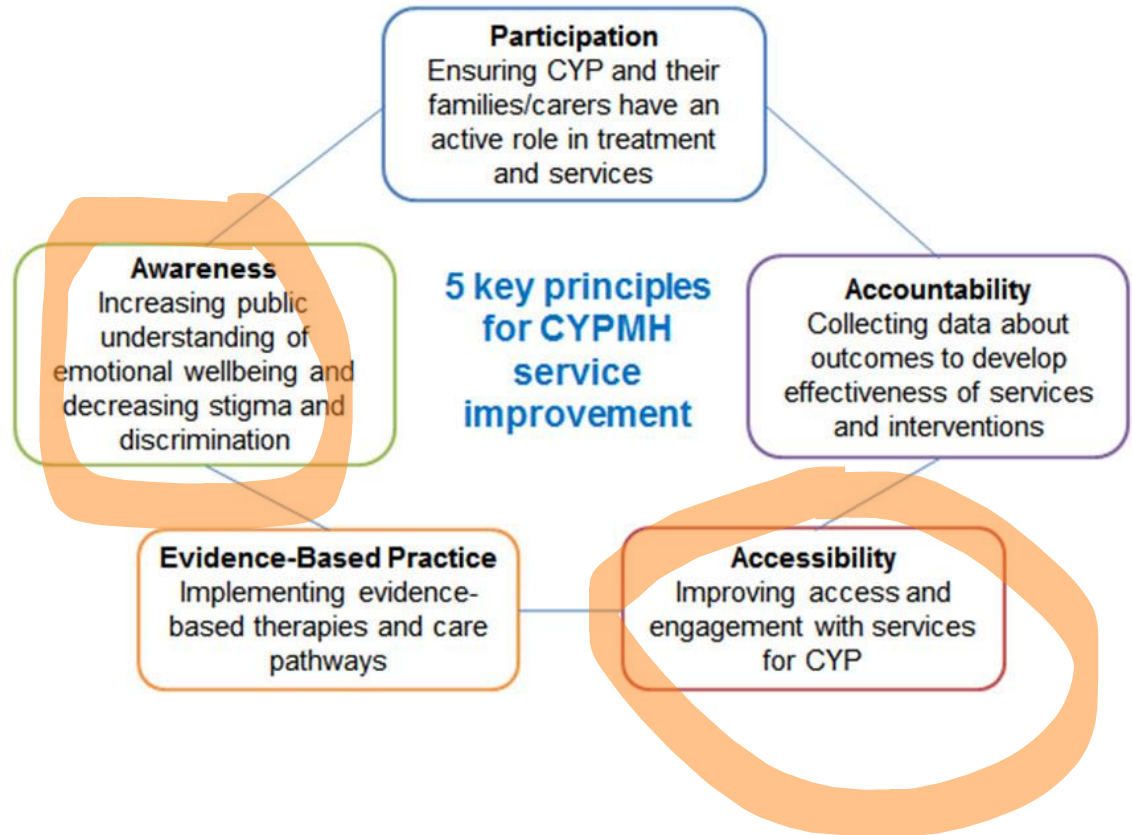 Participation
Ensuring CYP and their
families/carers have an
active role in treatment
and services
Awareness
Increasing public
understanding of
emotional wellbeing and
decreasing stigma and
discrimination
5 key principles
for CYPMH
service
improvement
Accountability
Collecting data about
outcomes to develop
effectiveness of services
and interventions
Evidence-Based Practice
Implementing evidence-
based therapies and care
pathways
Accessibility
Improving access and
engagement with services
for CYP